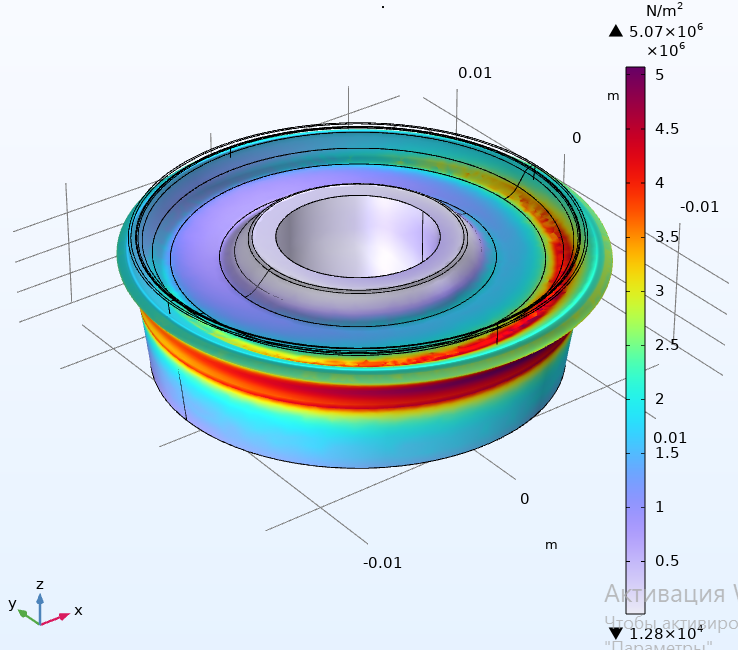 N/m²
▲ 5.07×10⁶
×10⁶
5
4.5
4
3.5
3
2.5
2
1.5
1
0.5
▼ 1.28×10⁴
0.01
m
0
-0.01
0.01
0
m
-0.01
z
y
x
Активация
Чтобы активиро
"Параметры"